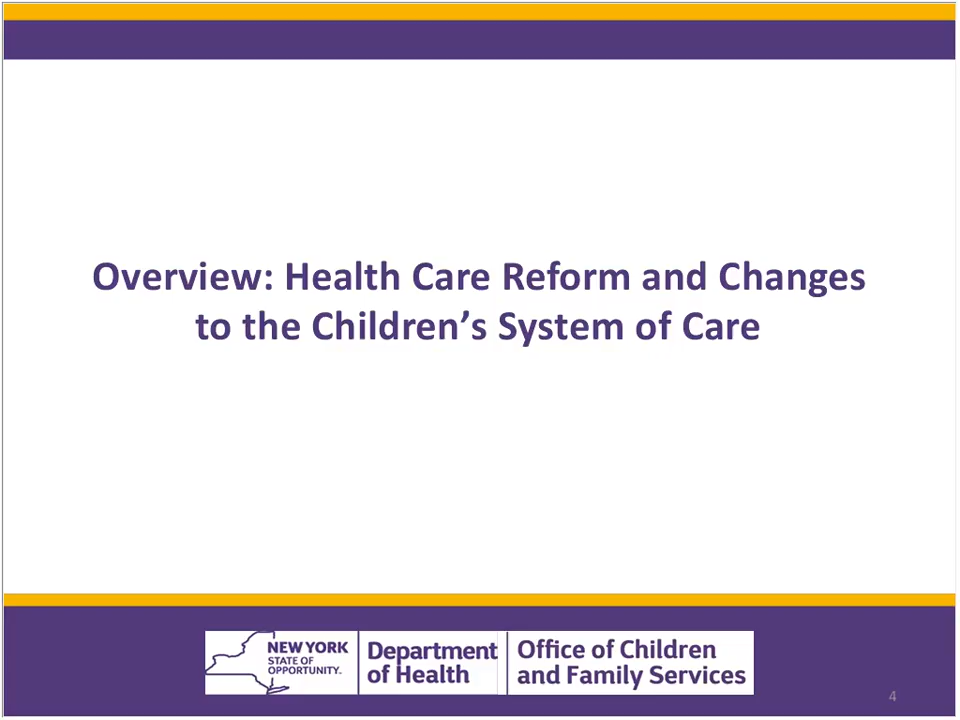 Overview: Health Care Reform and Changes
to the Children’s System of Care
NEW YORK
STATE OF
OPPORTUNITY.
Department
of Health
Office of Children
and Family Services
4